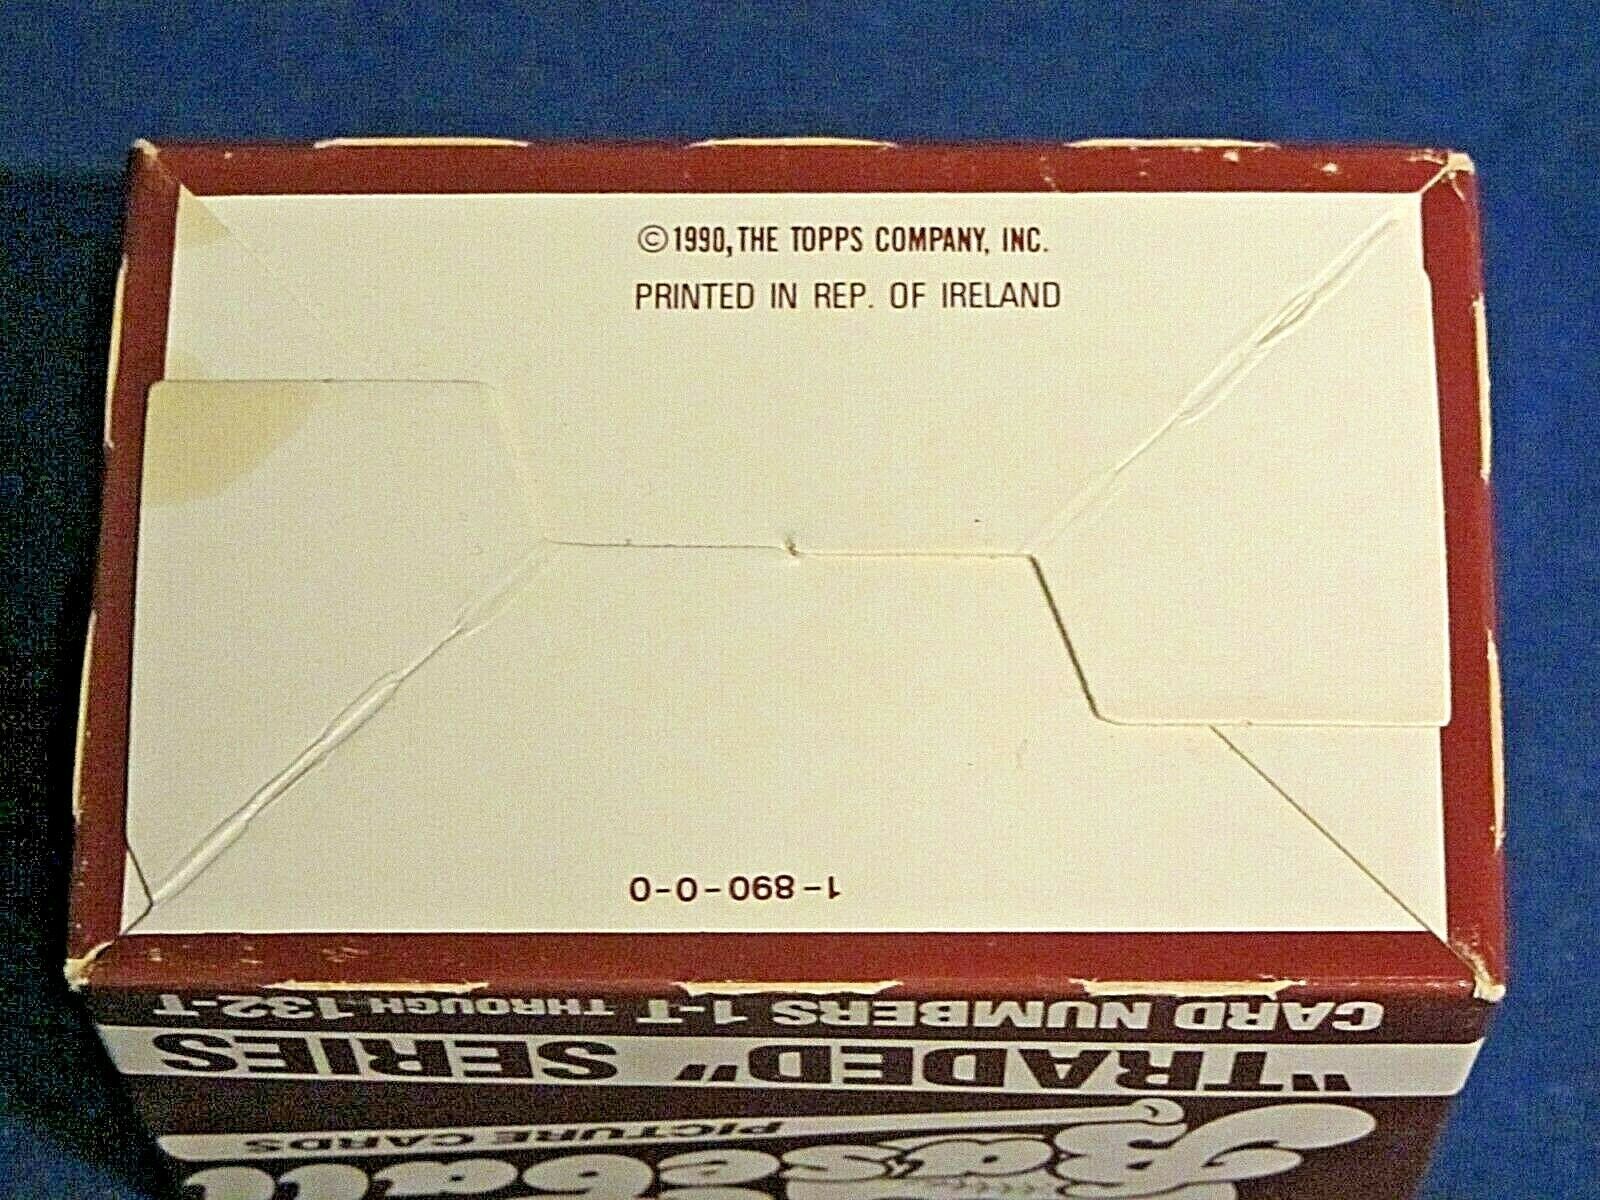 ©1990, THE TOPPS COMPANY, INC.
PRINTED IN REP. OF IRELAND
1-890-0-0
CARD NUMBERS 1-T THROUGH 132-T
"TRADED" SERIES
PICTURE CARDS
Baseball